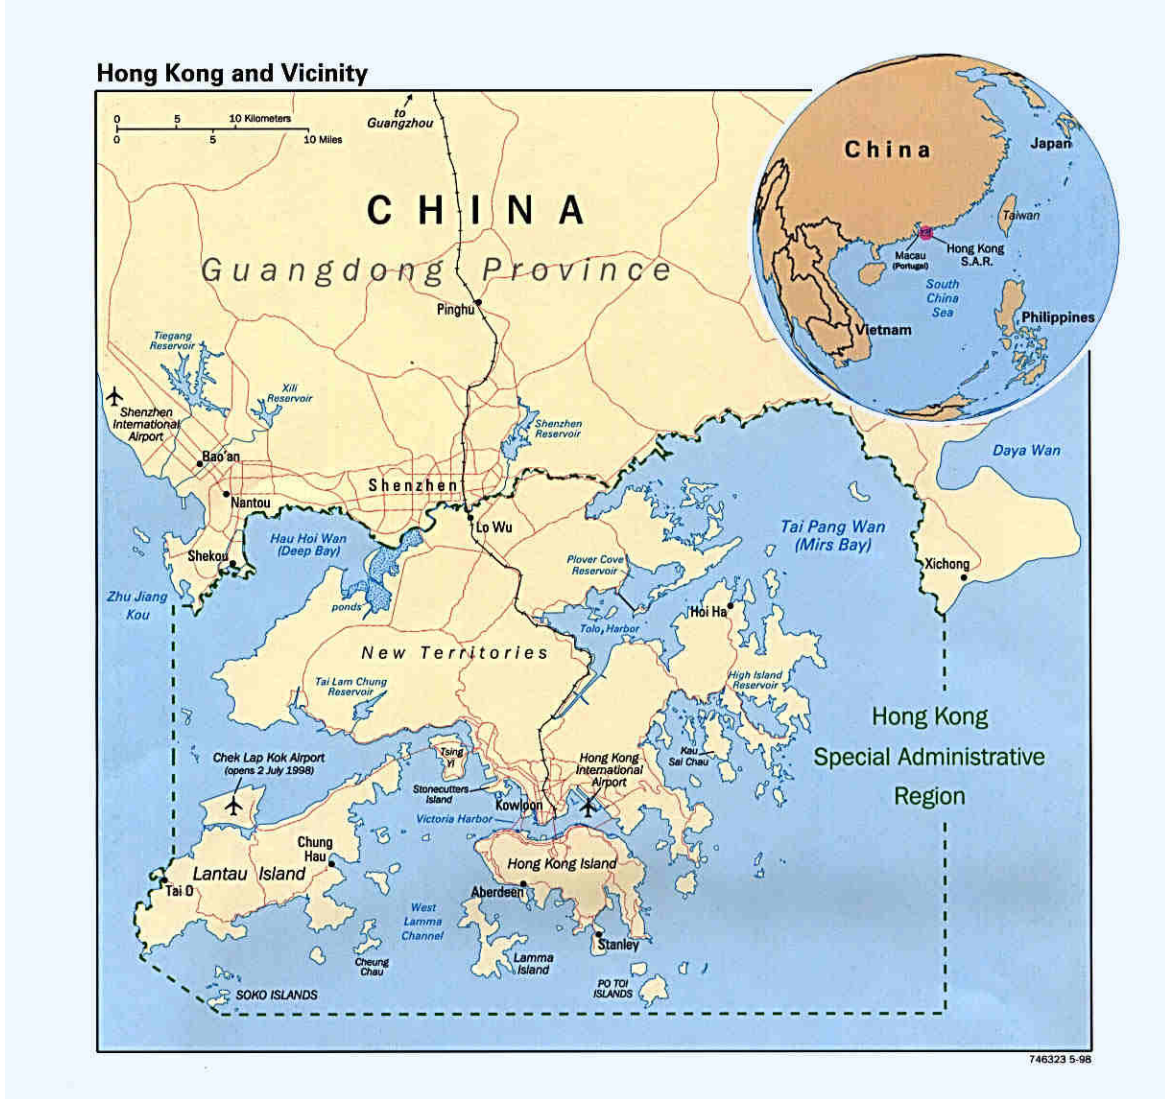 Hong Kong and Vicinity
0 5 10 Kilometers
0 5 10 Miles
to
Guangzhou
CHINA
Guangdong Province
Pinghu
Tiegang
Reservoir
Xili
Reservoir
Shenzhen
International
Airport
Shenzhen
Reservoir
Bao'an
Shenzhen
Nantou
Lo Wu
Hau Hoi Wan
(Deep Bay)
Shekou
Zhu Jiang
Kou
ponds
Plover Cove
Reservoir
Tai Pang Wan
(Mirs Bay)
Daya Wan
Xichong
Hoi Ha
Tolo Harbor
New Territories
Tai Lam Chung
Reservoir
High Island
Reservoir
Hong Kong
Special Administrative
Region
Kau
Sai Chau
Chek Lap Kok Airport
(opens 2 July 1998)
Tsing
Yi
Hong Kong
International
Airport
Stonecutters
Island
Kowloon
Victoria Harbor
Chung
Hau
Lantau Island
Tai O
Hong Kong Island
Aberdeen
West
Lamma
Channel
Stanley
Cheung
Chau
Lamma
Island
SOKO ISLANDS
PO TOI
ISLANDS
China
Japan
Taiwan
Macau
(Portugal)
Hong Kong
S.A.R.
South
China
Sea
Philippines
Vietnam
746323 5-98